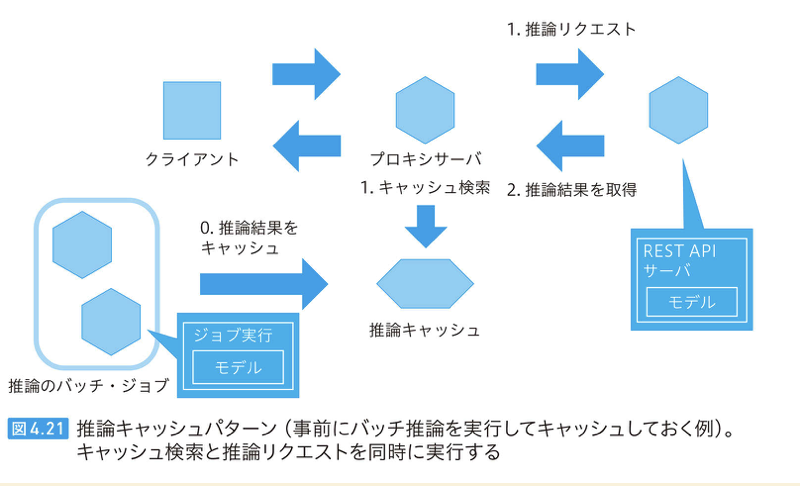 1. 推論リクエスト
クライアント
プロキシサーバ
1. キャッシュ検索
2. 推論結果を取得
0. 推論結果を
キャッシュ
REST API
サーバ
モデル
推論キャッシュ
ジョブ実行
モデル
推論のバッチ・ジョブ
図4.21 推論キャッシュパターン（事前にバッチ推論を実行してキャッシュしておく例）。
キャッシュ検索と推論リクエストを同時に実行する